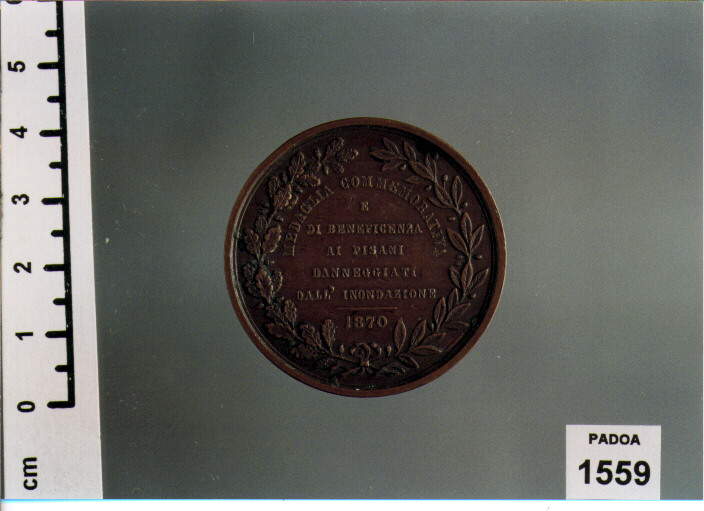 MEDAGLIA COMMEMORATIVA
E
DI BENEFICENZA
AI PISANI
DANNEGGIATI
DALL' INONDAZIONE
1870
5
4
3
2
1
0
cm
PADOA
1559